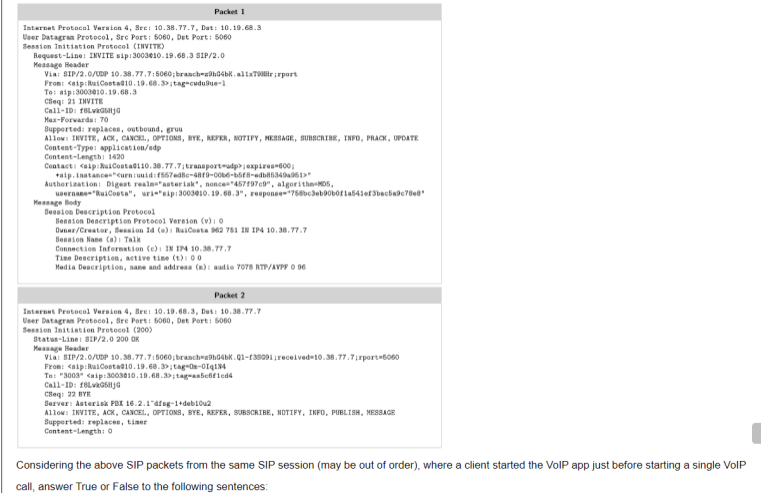 Packet 1
Internet Protocol Version 4, Src: 10.38.77.7, Dst: 10.19.68.3
User Datagram Protocol, Src Port: 5060, Dst Port: 5060
Session Initiation Protocol (INVITE)
Request-Line: INVITE sip:3003@10.19.68.3 SIP/2.0
Message Header
Via: SIP/2.0/UDP 10.38.77.7:5060;branch=z9hG4bK.al1xT9HHr;rport
From: <sip:RuiCosta@10.19.68.3>;tag=cwdu9ue-l
To: sip:3003@10.19.68.3
CSeq: 21 INVITE
Call-ID: f8LvkG5HjG
Max-Forwards: 70
Supported: replaces, outbound, gruu
Allow: INVITE, ACK, CANCEL, OPTIONS, BYE, REFER, NOTIFY, MESSAGE, SUBSCRIBE, INFO, PRACK, UPDATE
Content-Type: application/sdp
Content-Length: 1420
Contact: <sip:RuiCosta@110.38.77.7;transport=udp>;expires=600;
+sip.instance="<urn:uuid:f557ed8c-48f9-00b6-b5f8-edb85349a951>"
Authorization: Digest realm="asterisk", nonce="457f97c9", algorithm=MD5,
username="RuiCosta", uri="sip:3003@10.19.68.3", response="758bc3eb90b0f1a541ef3bac5a9c78e8"
Message Body
Session Description Protocol
Session Description Protocol Version (v): 0
Owner/Creator, Session Id (o): RuiCosta 962 751 IN IP4 10.38.77.7
Session Name (s): Talk
Connection Information (c): IN IP4 10.38.77.7
Time Description, active time (t): 0 0
Media Description, name and address (m): audio 7078 RTP/AVPF 0 96
Packet 2
Internet Protocol Version 4, Src: 10.19.68.3, Dst: 10.38.77.7
User Datagram Protocol, Src Port: 5060, Dst Port: 5060
Session Initiation Protocol (200)
Status-Line: SIP/2.0 200 OK
Message Header
Via: SIP/2.0/UDP 10.38.77.7:5060;branch=z9hG4bK.Ql-f3SG9i;received=10.38.77.7;rport=5060
From: <sip:RuiCosta@10.19.68.3>;tag=0m-OIq1N4
To: "3003" <sip:3003@10.19.68.3>;tag=as5c6f1cd4
Call-ID: f8LvkG5HjG
CSeq: 22 BYE
Server: Asterisk PBX 16.2.1~dfsg-1+deb10u2
Allow: INVITE, ACK, CANCEL, OPTIONS, BYE, REFER, SUBSCRIBE, NOTIFY, INFO, PUBLISH, MESSAGE
Supported: replaces, timer
Content-Length: 0
Considering the above SIP packets from the same SIP session (may be out of order), where a client started the VoIP app just before starting a single VoIP
call, answer True or False to the following sentences: